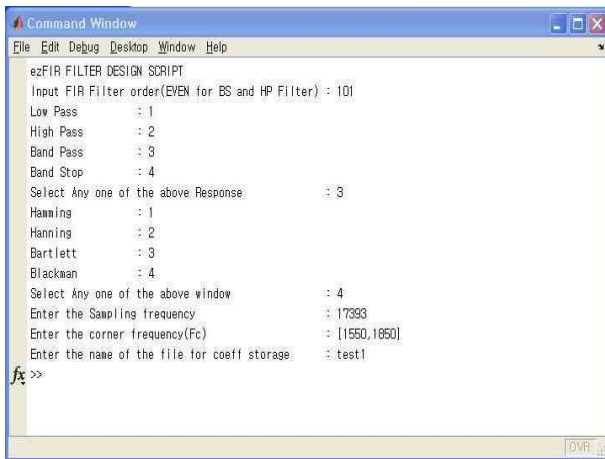 Command Window
File Edit Debug Desktop Window Help
ezFIR FILTER DESIGN SCRIPT
Input FIR Filter order(EVEN for BS and HP Filter) : 101
Low Pass : 1
High Pass : 2
Band Pass : 3
Band Stop : 4
Select Any one of the above Response : 3
Hamming : 1
Hanning : 2
Bartlett : 3
Blackman : 4
Select Any one of the above window : 4
Enter the Sampling frequency : 17393
Enter the corner frequency(Fc) : [1550,1850]
Enter the name of the file for coeff storage : test1
fx >>
OVR